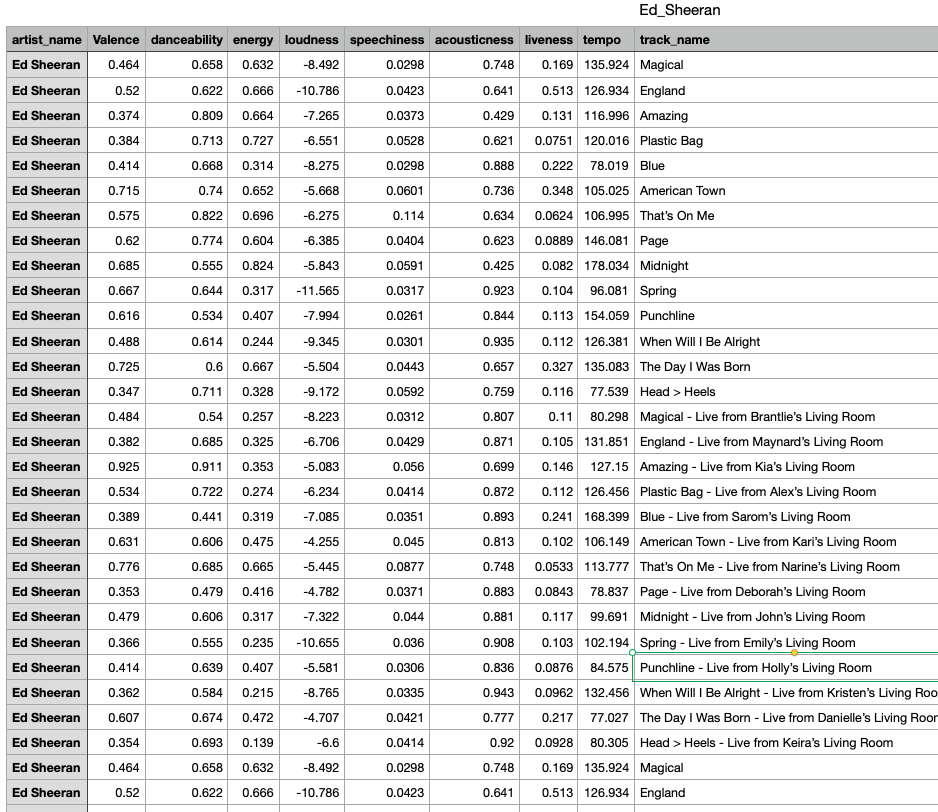 Ed_Sheeran
artist_name Valence danceability energy loudness speechiness acousticness liveness tempo track_name
Ed Sheeran 0.464 0.658 0.632 -8.492 0.0298 0.748 0.169 135.924 Magical
Ed Sheeran 0.52 0.622 0.666 -10.786 0.0423 0.641 0.513 126.934 England
Ed Sheeran 0.374 0.809 0.664 -7.265 0.0373 0.429 0.131 116.996 Amazing
Ed Sheeran 0.384 0.713 0.727 -6.551 0.0528 0.621 0.0751 120.016 Plastic Bag
Ed Sheeran 0.414 0.668 0.314 -8.275 0.0298 0.888 0.222 78.019 Blue
Ed Sheeran 0.715 0.74 0.652 -5.668 0.0601 0.736 0.348 105.025 American Town
Ed Sheeran 0.575 0.822 0.696 -6.275 0.114 0.634 0.0624 106.995 That's On Me
Ed Sheeran 0.62 0.774 0.604 -6.385 0.0404 0.623 0.0889 146.081 Page
Ed Sheeran 0.685 0.555 0.824 -5.843 0.0591 0.425 0.082 178.034 Midnight
Ed Sheeran 0.667 0.644 0.317 -11.565 0.0317 0.923 0.104 96.081 Spring
Ed Sheeran 0.616 0.534 0.407 -7.994 0.0261 0.844 0.113 154.059 Punchline
Ed Sheeran 0.488 0.614 0.244 -9.345 0.0301 0.935 0.112 126.381 When Will I Be Alright
Ed Sheeran 0.725 0.6 0.667 -5.504 0.0443 0.657 0.327 135.083 The Day I Was Born
Ed Sheeran 0.347 0.711 0.328 -9.172 0.0592 0.759 0.116 77.539 Head > Heels
Ed Sheeran 0.484 0.54 0.257 -8.223 0.0312 0.807 0.11 80.298 Magical - Live from Brantlie's Living Room
Ed Sheeran 0.382 0.685 0.325 -6.706 0.0429 0.871 0.105 131.851 England - Live from Maynard's Living Room
Ed Sheeran 0.925 0.911 0.353 -5.083 0.056 0.699 0.146 127.15 Amazing - Live from Kia's Living Room
Ed Sheeran 0.534 0.722 0.274 -6.234 0.0414 0.872 0.112 126.456 Plastic Bag - Live from Alex's Living Room
Ed Sheeran 0.389 0.441 0.319 -7.085 0.0351 0.893 0.241 168.399 Blue - Live from Sarom's Living Room
Ed Sheeran 0.631 0.606 0.475 -4.255 0.045 0.813 0.102 106.149 American Town - Live from Kari's Living Room
Ed Sheeran 0.776 0.685 0.665 -5.445 0.0877 0.748 0.0533 113.777 That's On Me - Live from Narine's Living Room
Ed Sheeran 0.353 0.479 0.416 -4.782 0.0371 0.883 0.0843 78.837 Page - Live from Deborah's Living Room
Ed Sheeran 0.479 0.606 0.317 -7.322 0.044 0.881 0.117 99.691 Midnight - Live from John's Living Room
Ed Sheeran 0.366 0.555 0.235 -10.655 0.036 0.908 0.103 102.194 Spring - Live from Emily's Living Room
Ed Sheeran 0.414 0.639 0.407 -5.581 0.0306 0.836 0.0876 84.575 Punchline - Live from Holly's Living Room
Ed Sheeran 0.362 0.584 0.215 -8.765 0.0335 0.943 0.0962 132.456 When Will I Be Alright - Live from Kristen's Living Roo
Ed Sheeran 0.607 0.674 0.472 -4.707 0.0421 0.777 0.217 77.027 The Day I Was Born - Live from Danielle's Living Roor
Ed Sheeran 0.354 0.693 0.139 -6.6 0.0414 0.92 0.0928 80.305 Head > Heels - Live from Keira's Living Room
Ed Sheeran 0.464 0.658 0.632 -8.492 0.0298 0.748 0.169 135.924 Magical
Ed Sheeran 0.52 0.622 0.666 -10.786 0.0423 0.641 0.513 126.934 England